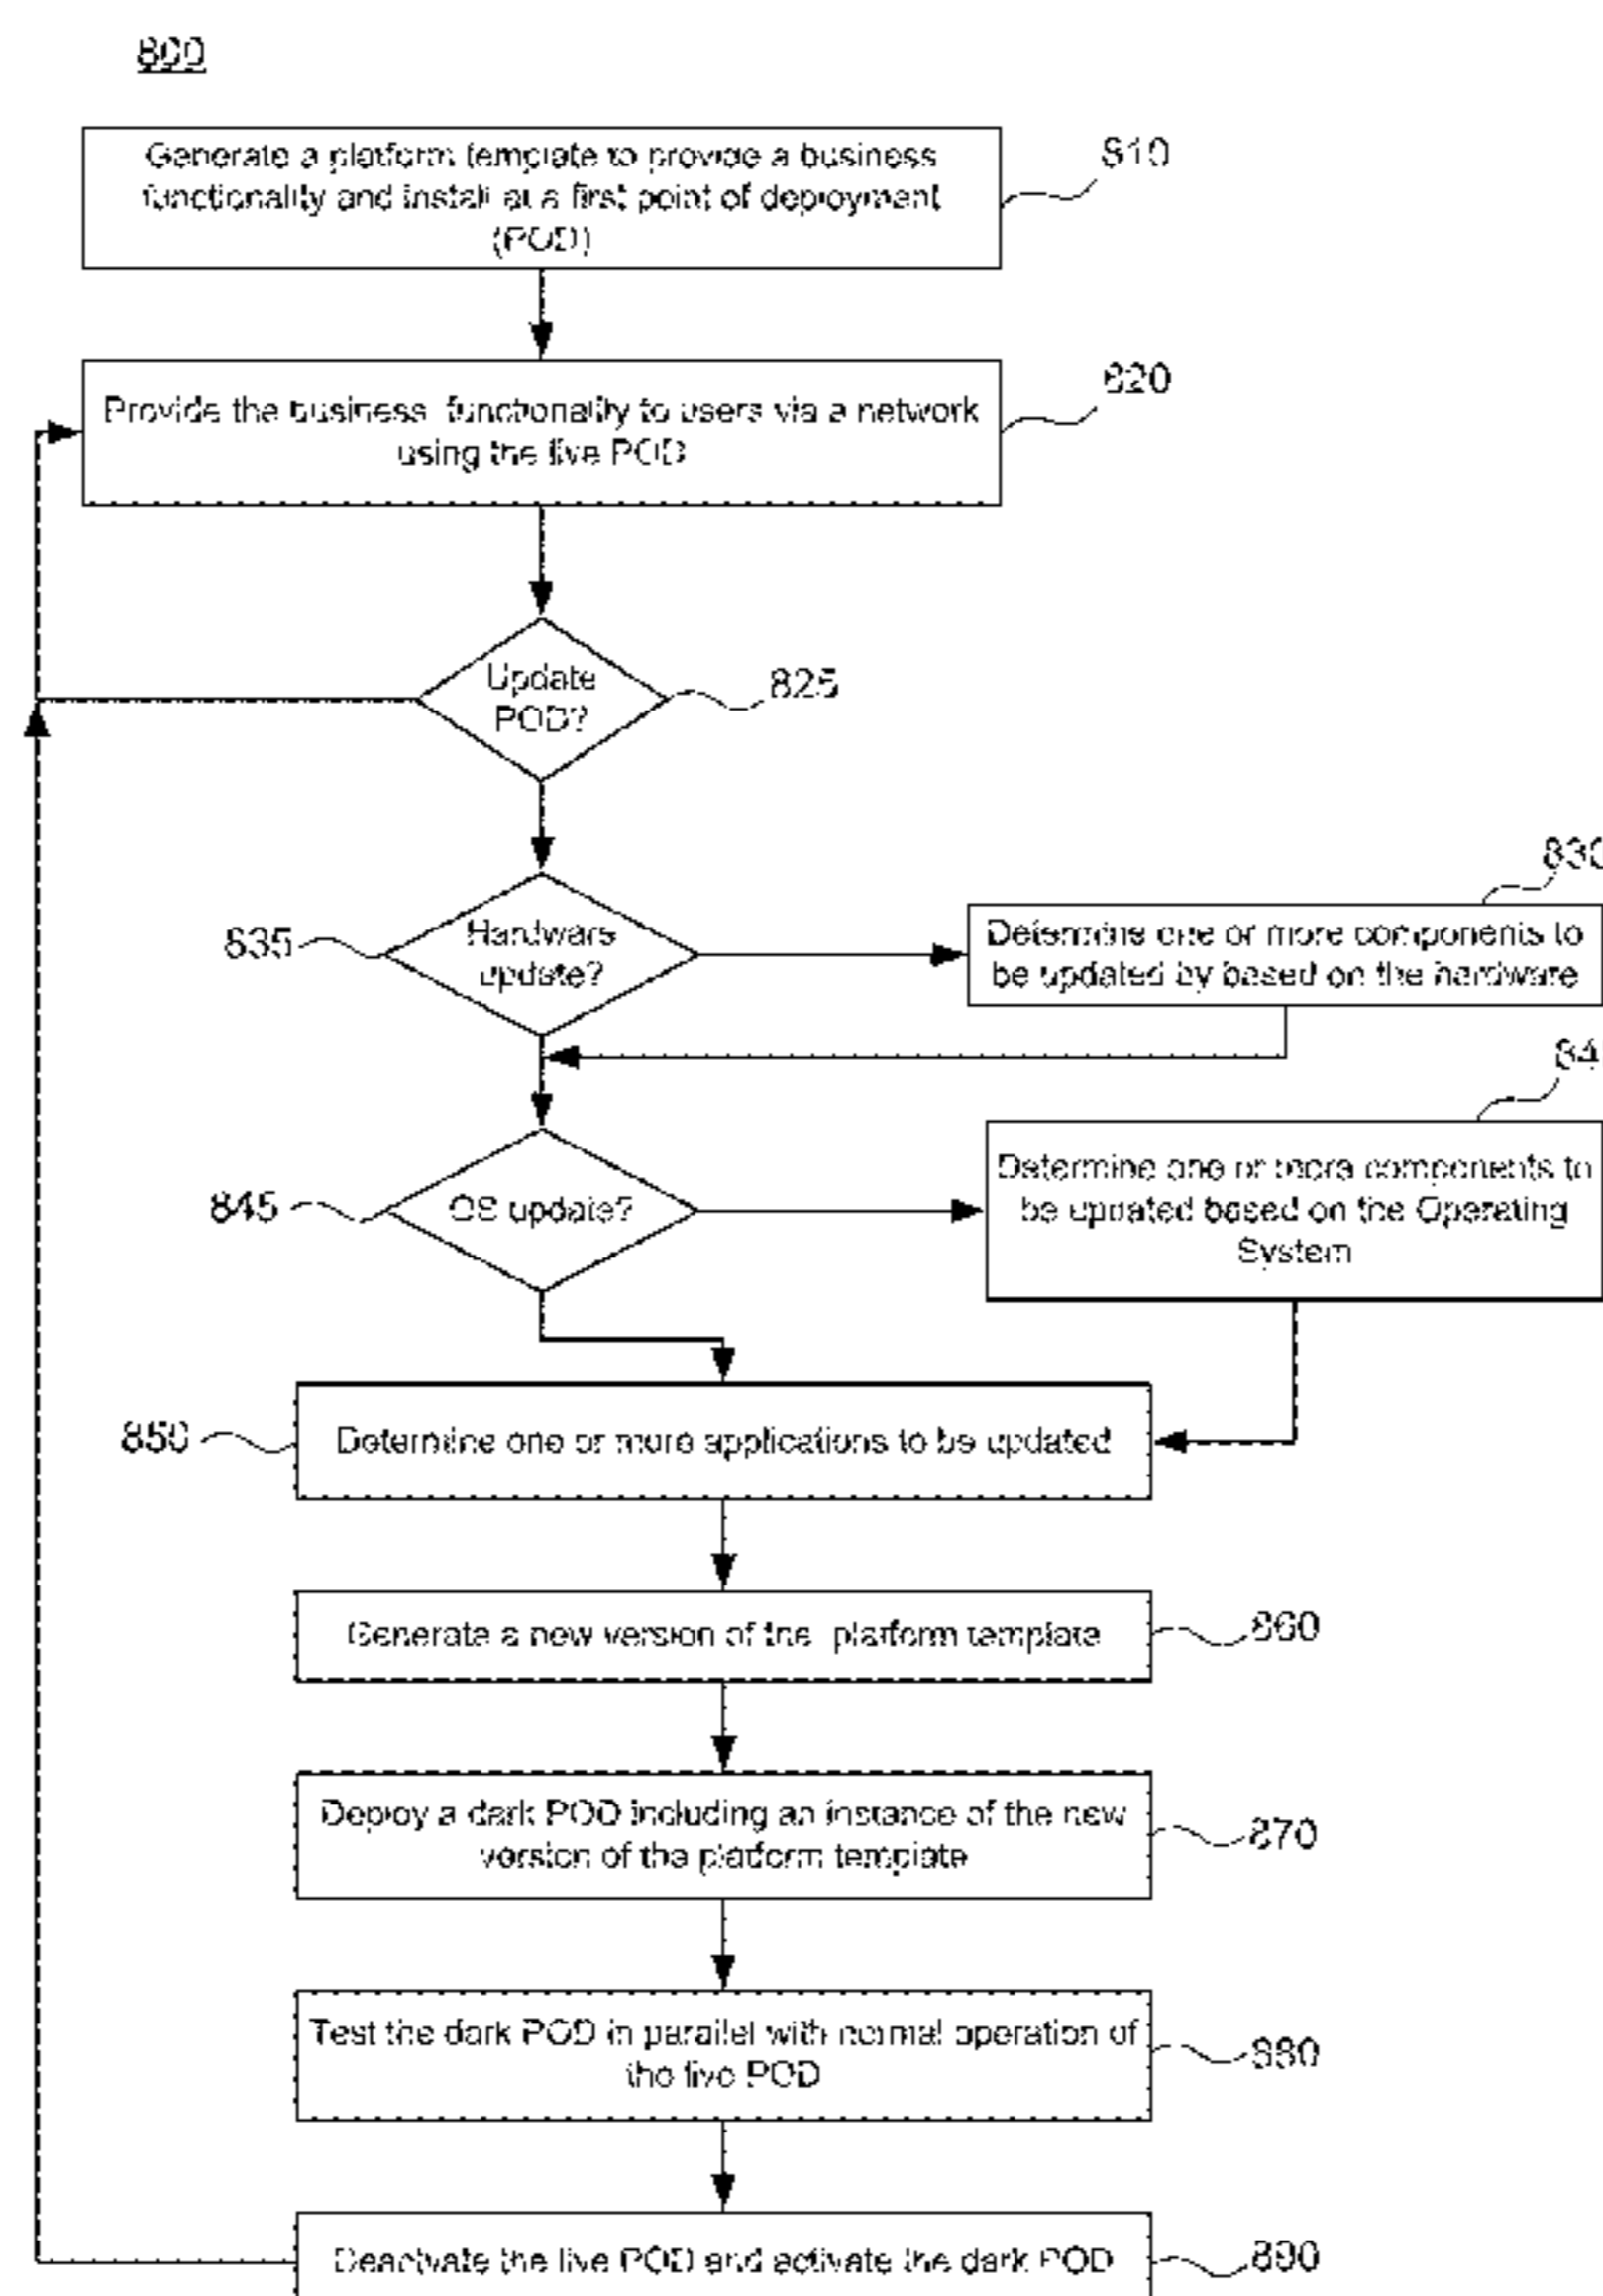 800
Generate a platform template to provide a business
functionality and install at a first point of deployment
(POD)
810
Provide the business functionality to users via a network
using the live POD
820
Update
POD?
825
835
Hardware
update?
830
Determine one or more components to
be updated by based on the hardware
845
OS update?
84
Determine one or more components to
be updated based on the Operating
System
850
Determine one or more applications to be updated
Generate a new version of the platform template
860
Deploy a dark POD including an instance of the new
version of the platform template
870
Test the dark POD in parallel with normal operation of
the live POD
880
Deactivate the live POD and activate the dark POD
890